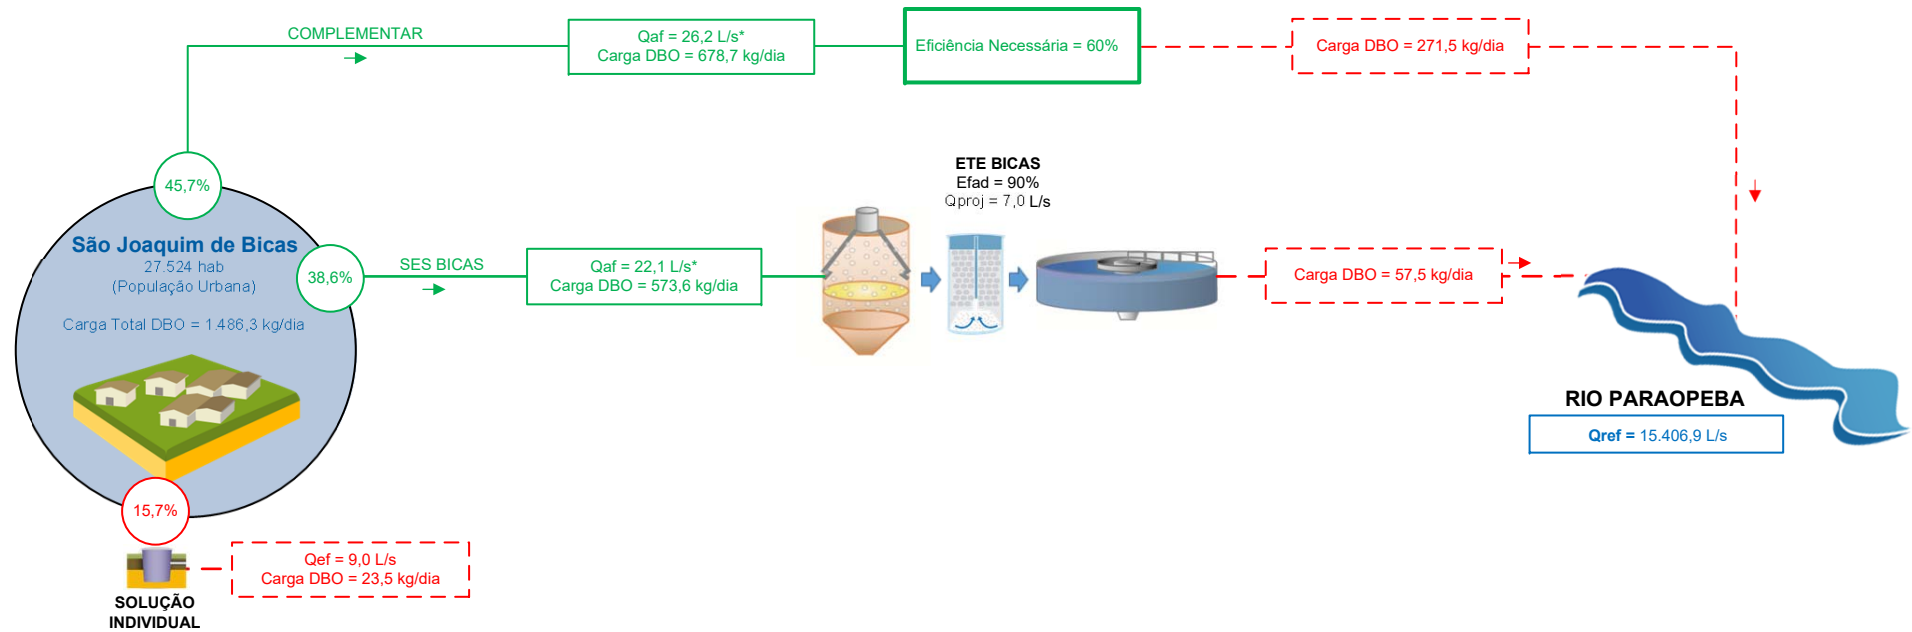 COMPLEMENTAR
Qaf = 26,2 L/s*
Carga DBO = 678,7 kg/dia
Eficiência Necessária = 60%
Carga DBO = 271,5 kg/dia
45,7%
São Joaquim de Bicas
27.524 hab
(População Urbana)
Carga Total DBO = 1.486,3 kg/dia
38,6%
SES BICAS
Qaf = 22,1 L/s*
Carga DBO = 573,6 kg/dia
ETE BICAS
Efad = 90%
Qproj = 7,0 L/s
Carga DBO = 57,5 kg/dia
RIO PARAOPEBA
Qref = 15.406,9 L/s
15,7%
Qef = 9,0 L/s
Carga DBO = 23,5 kg/dia
SOLUÇÃO
INDIVIDUAL